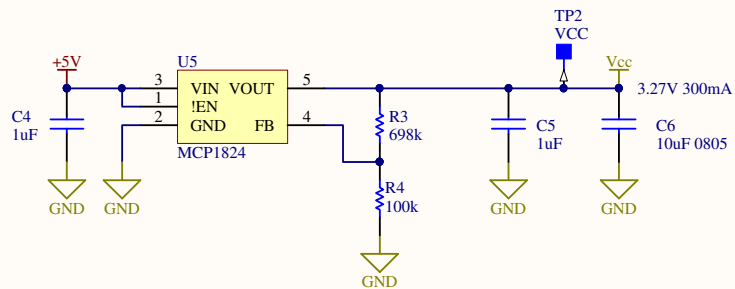 TP2
VCC
+5V
U5
Vcc
3 VIN VOUT 5
3.27V 300mA
1 !EN
C4
1uF
2 GND FB 4
R3
698k
C5
1uF
C6
10uF 0805
MCP1824
R4
100k
GND
GND
GND
GND
GND